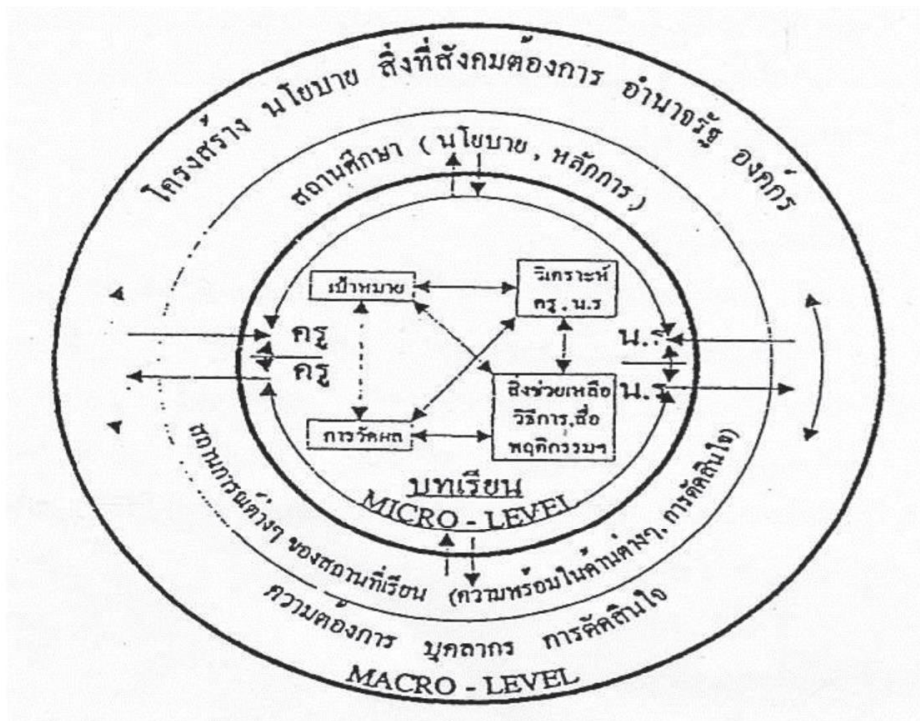 โครงสร้าง นโยบาย สิ่งที่สังคมต้องการ อำนาจรัฐ องค์กร
สถานศึกษา (นโยบาย, หลักการ)
เป้าหมาย
วิเคราะห์
ครู, น.ร
ครู
ครู
น.ร
น.ร
สิ่งช่วยเหลือ
วิธีการ, สื่อ
พฤติกรรมฯ
การวัดผล
บทเรียน
MICRO - LEVEL
สถานการณ์ต่างๆ ของสถานที่เรียน (ความพร้อมในด้านต่างๆ, การตัดสินใจ)
ความต้องการ บุคลากร การตัดสินใจ
MACRO - LEVEL